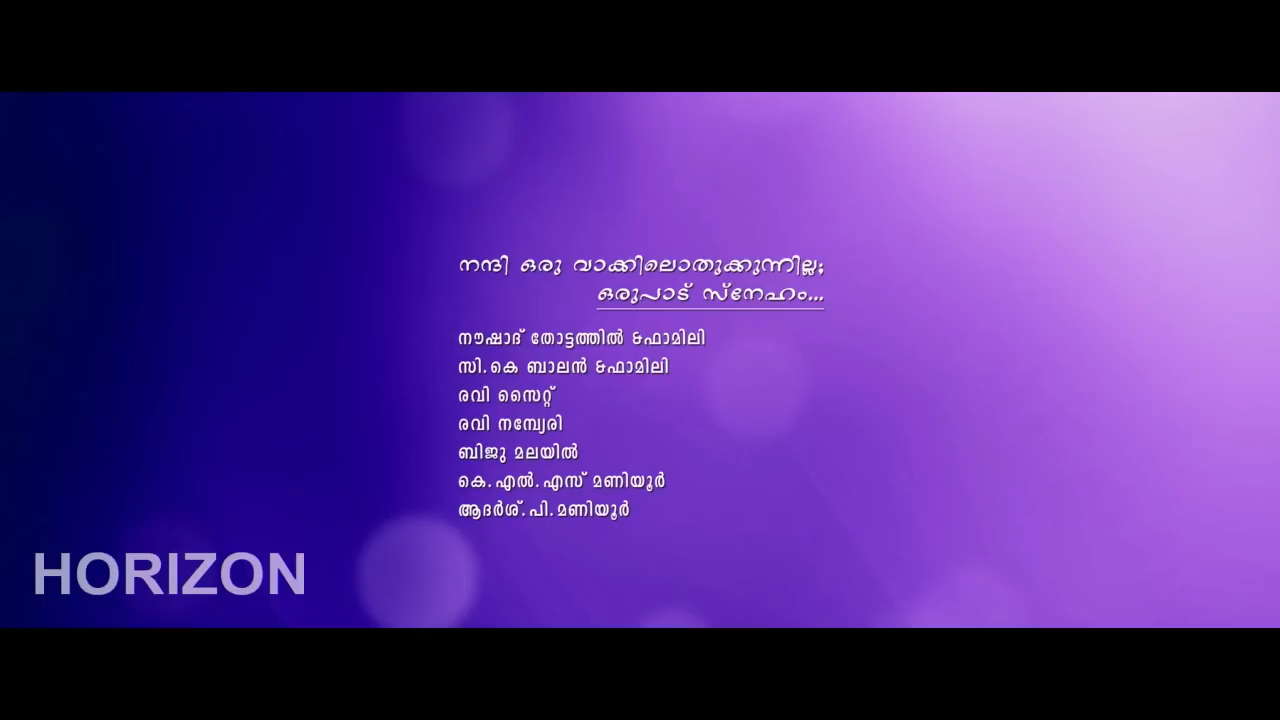 നന്ദി ഒരു വാക്കിലൊതുക്കുന്നില്ല;
ഒരുപാട് സ്നേഹം...
നൗഷാദ് തോട്ടത്തിൽ &ഫാമിലി
സി.കെ ബാലൻ &ഫാമിലി
രവി സൈറ്റ്
രവി നമ്പ്യേരി
ബിജു മലയിൽ
കെ.എൽ.എസ് മണിയൂർ
ആദർശ്.പി.മണിയൂർ
HORIZON